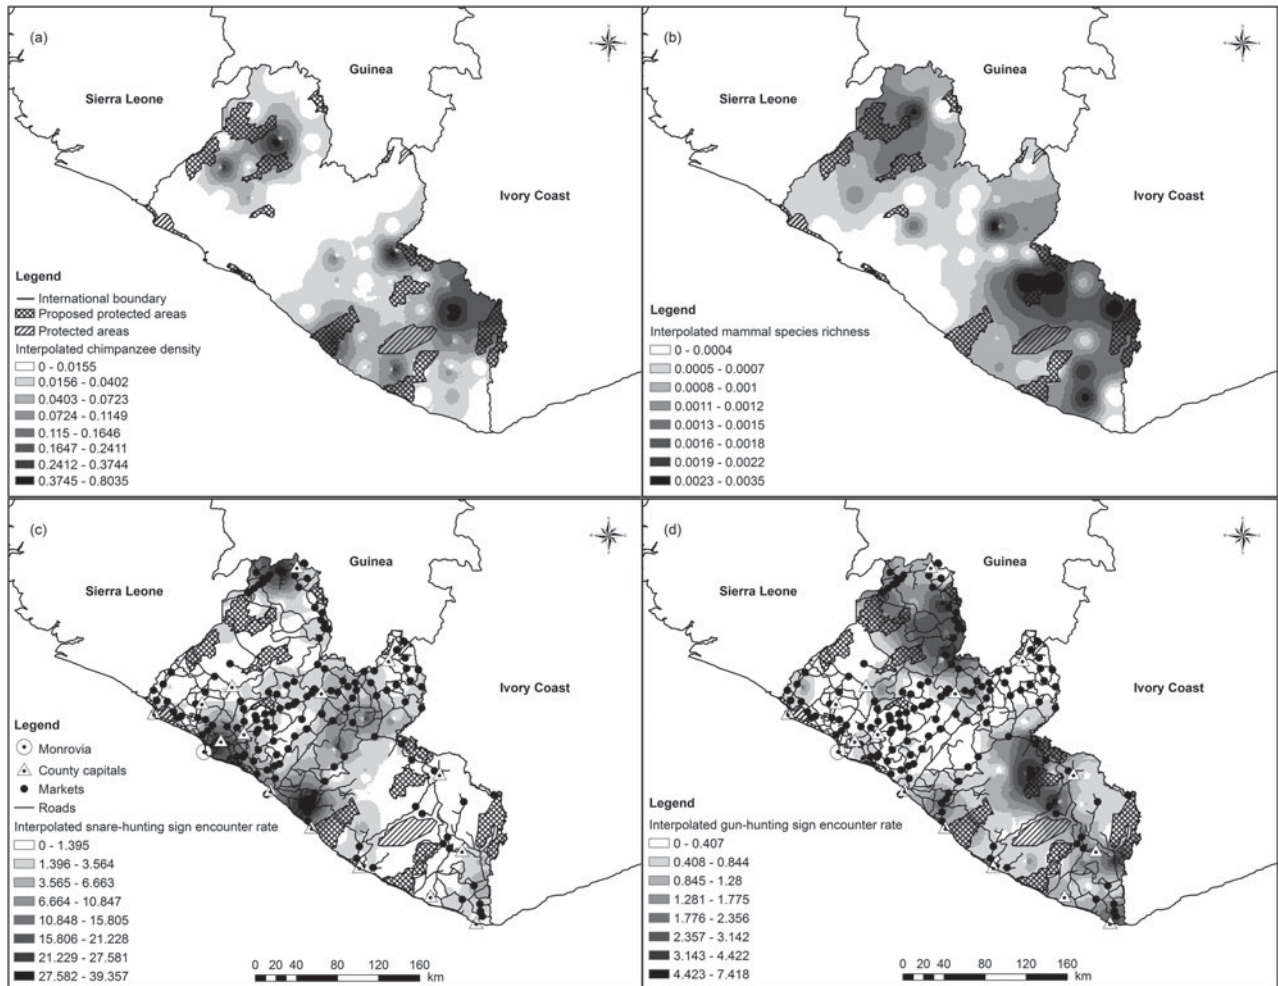 (a)
Guinea
Sierra Leone
Ivory Coast
Legend
International boundary
Proposed protected areas
Protected areas
Interpolated chimpanzee density
0 - 0.0155
0.0156 - 0.0402
0.0403 - 0.0723
0.0724 - 0.1149
0.115 - 0.1646
0.1647 - 0.2411
0.2412 - 0.3744
0.3745 - 0.8035
(b)
Guinea
Sierra Leone
Ivory Coast
Legend
Interpolated mammal species richness
0 - 0.0004
0.0005 - 0.0007
0.0008 - 0.001
0.0011 - 0.0012
0.0013 - 0.0015
0.0016 - 0.0018
0.0019 - 0.0022
0.0023 - 0.0035
(c)
Guinea
Sierra Leone
Ivory Coast
Legend
Monrovia
County capitals
Markets
Roads
Interpolated snare-hunting sign encounter rate
0 - 1.395
1.396 - 3.564
3.565 - 6.663
6.664 - 10.847
10.848 - 15.805
15.806 - 21.228
21.229 - 27.581
27.582 - 39.357
0 20 40 80 120 160
km
(d)
Guinea
Sierra Leone
Ivory Coast
Legend
Interpolated gun-hunting sign encounter rate
0 - 0.407
0.408 - 0.844
0.845 - 1.28
1.281 - 1.775
1.776 - 2.356
2.357 - 3.142
3.143 - 4.422
4.423 - 7.418
0 20 40 80 120 160
km